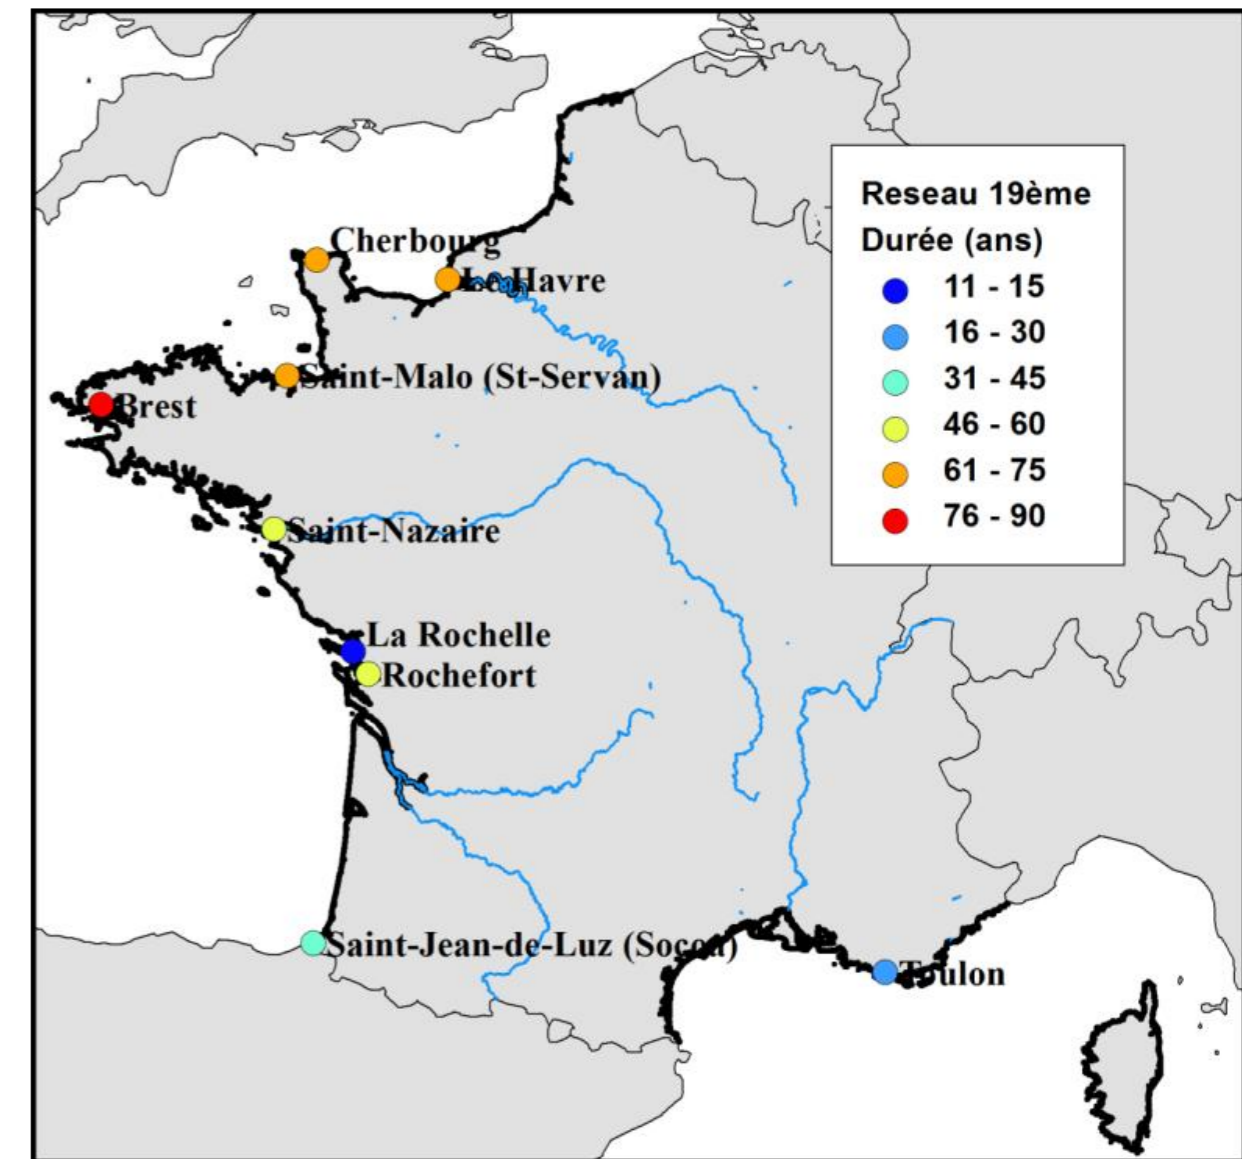 Reseau 19ème
Durée (ans)
11 - 15
16 - 30
31 - 45
46 - 60
61 - 75
76 - 90
Cherbourg
Le Havre
Saint-Malo (St-Servan)
Brest
Saint-Nazaire
La Rochelle
Rochefort
Saint-Jean-de-Luz (Socoa)
Toulon